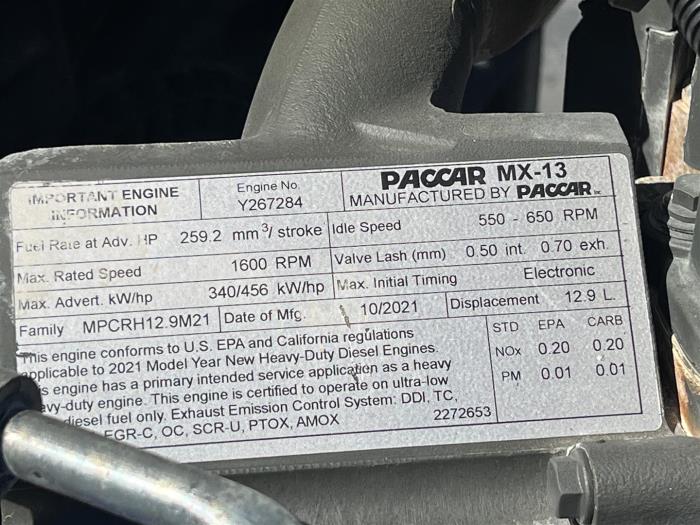 IMPORTANT ENGINE INFORMATION
Engine No.
Y267284
PACCAR MX-13
MANUFACTURED BY PACCAR INC
Fuel Rate at Adv. HP 259.2 mm³/ stroke
Idle Speed 550 - 650 RPM
Max. Rated Speed 1600 RPM
Valve Lash (mm) 0.50 int. 0.70 exh.
Max. Advert. kW/hp 340/456 kW/hp
Max. Initial Timing Electronic
Family MPCRH12.9M21
Date of Mfg. 10/2021
Displacement 12.9 L.
This engine conforms to U.S. EPA and California regulations
applicable to 2021 Model Year New Heavy-Duty Diesel Engines.
engine has a primary intended service application as a heavy
duty engine. This engine is certified to operate on ultra-low
diesel fuel only. Exhaust Emission Control System: DDI, TC,
EGR-C, OC, SCR-U, PTOX, AMOX
2272653
STD EPA CARB
NOx 0.20 0.20
PM 0.01 0.01